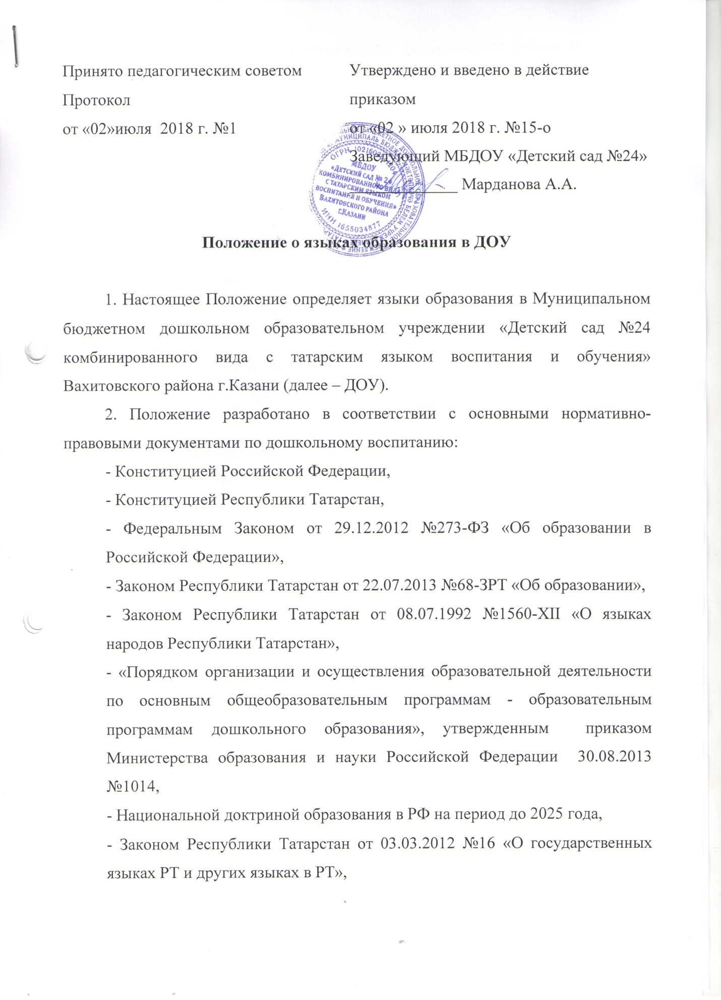 Принято педагогическим советом
Протокол
от «02»июля 2018 г. №1
Утверждено и введено в действие
приказом
от «02 » июля 2018 г. №15-о
Заведующий МБДОУ «Детский сад №24»
_____________ Марданова А.А.
МБДОУ
«ДЕТСКИЙ САД № 24
КОМБИНИРОВАННОГО ВИДА
С ТАТАРСКИМ ЯЗЫКОМ
ВОСПИТАНИЯ И ОБУЧЕНИЯ»
ВАХИТОВСКОГО РАЙОНА
Г.КАЗАНИ
ИНН 1655034877
Положение о языках образования в ДОУ
1. Настоящее Положение определяет языки образования в Муниципальном
бюджетном дошкольном образовательном учреждении «Детский сад №24
комбинированного вида с татарским языком воспитания и обучения»
Вахитовского района г.Казани (далее – ДОУ).
2. Положение разработано в соответствии с основными нормативно-
правовыми документами по дошкольному воспитанию:
- Конституцией Российской Федерации,
- Конституцией Республики Татарстан,
- Федеральным Законом от 29.12.2012 №273-ФЗ «Об образовании в
Российской Федерации»,
- Законом Республики Татарстан от 22.07.2013 №68-ЗРТ «Об образовании»,
- Законом Республики Татарстан от 08.07.1992 №1560-XII «О языках
народов Республики Татарстан»,
- «Порядком организации и осуществления образовательной деятельности
по основным общеобразовательным программам - образовательным
программам дошкольного образования», утвержденным приказом
Министерства образования и науки Российской Федерации 30.08.2013
№1014,
- Национальной доктриной образования в РФ на период до 2025 года,
- Законом Республики Татарстан от 03.03.2012 №16 «О государственных
языках РТ и других языках в РТ»,